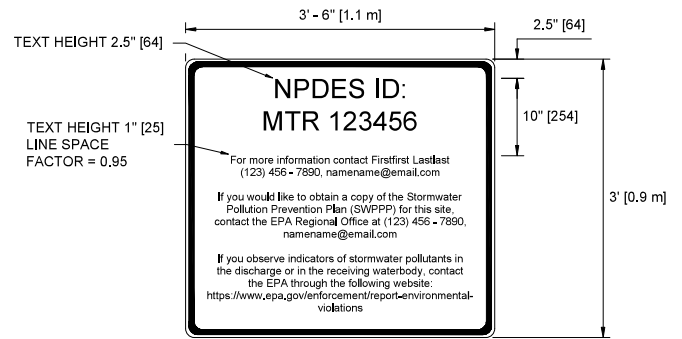 3' - 6" [1.1 m]
2.5" [64]
TEXT HEIGHT 2.5" [64]
NPDES ID:
MTR 123456
10" [254]
TEXT HEIGHT 1" [25]
LINE SPACE
FACTOR = 0.95
For more information contact Firstfirst Lastlast
(123) 456 - 7890, namename@email.com
3' [0.9 m]
If you would like to obtain a copy of the Stormwater
Pollution Prevention Plan (SWPPP) for this site,
contact the EPA Regional Office at (123) 456 - 7890,
namename@email.com
If you observe indicators of stormwater pollutants in
the discharge or in the receiving waterbody, contact
the EPA through the following website:
https://www.epa.gov/enforcement/report-environmental-
violations